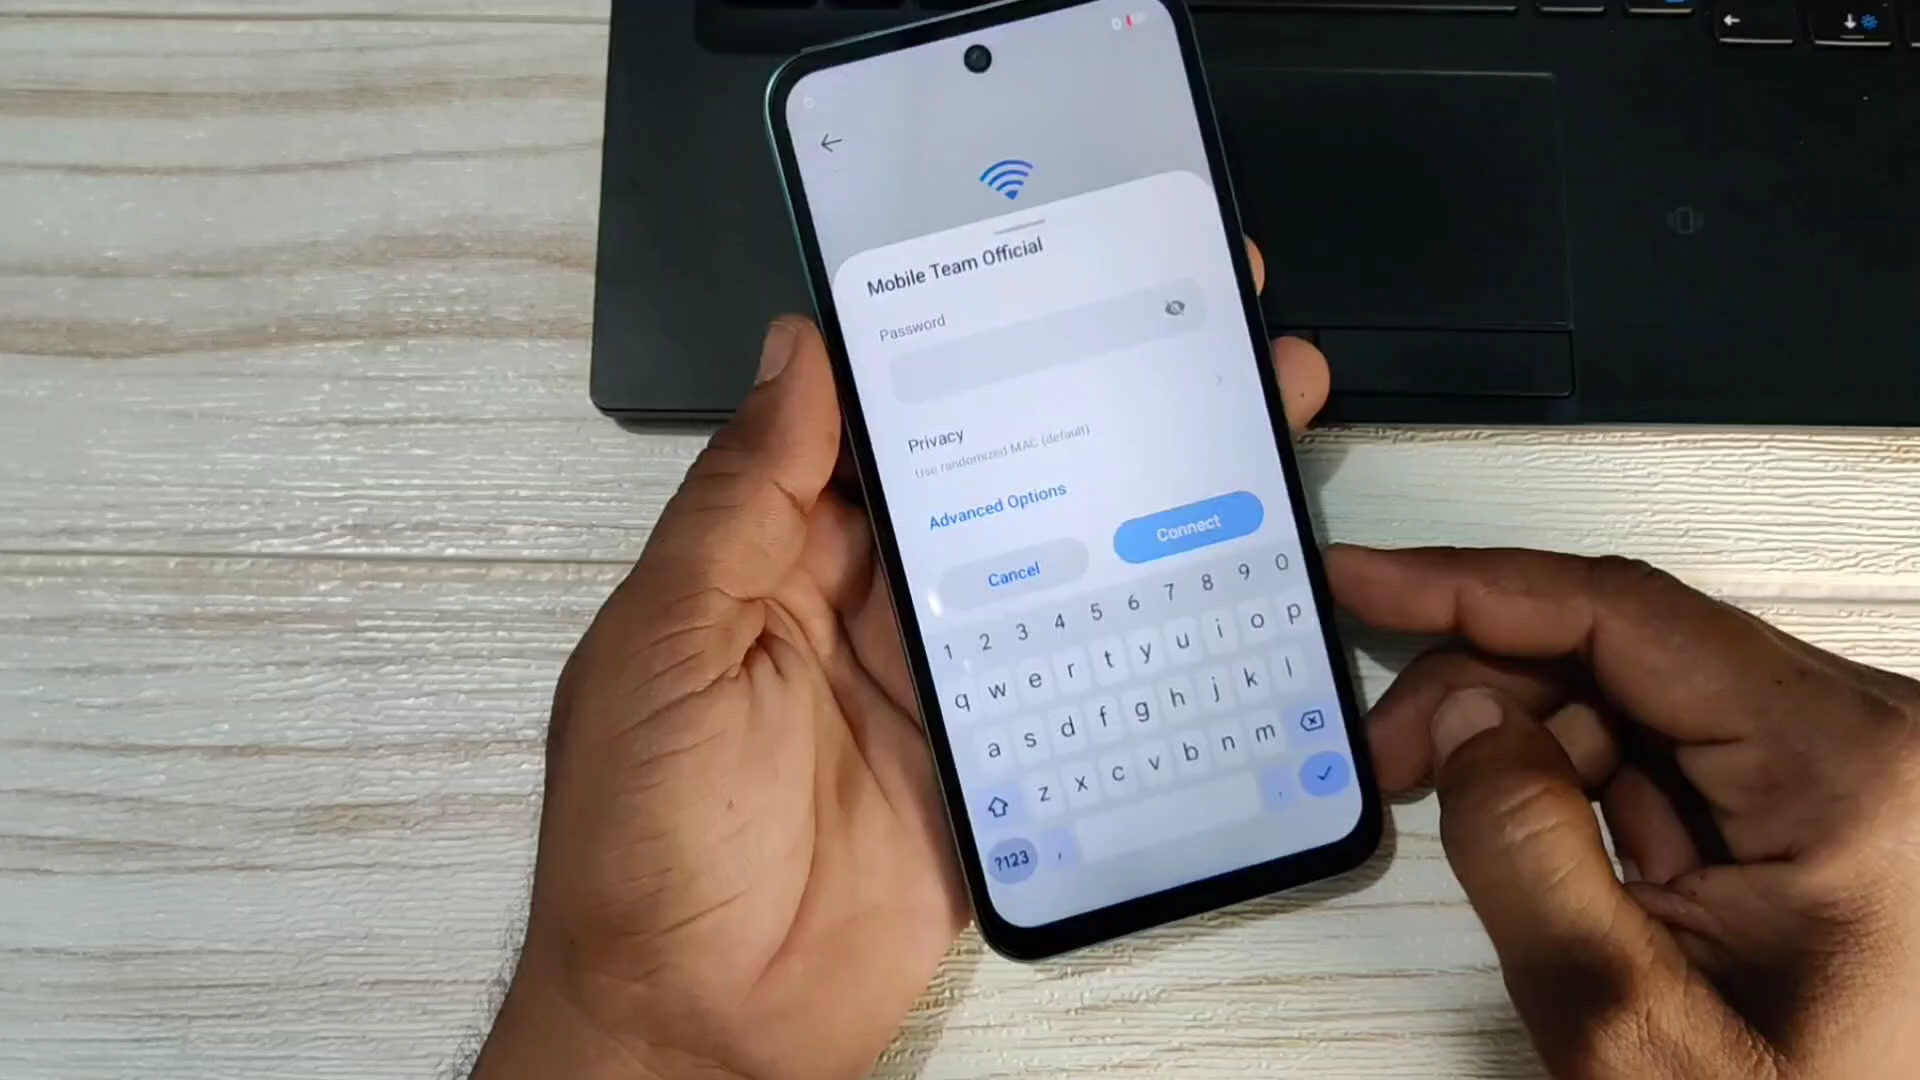 Mobile Team Official
Password
Privacy
Use randomized MAC (default)
Advanced Options
Cancel
Connect
1 2 3 4 5 6 7 8 9 0
q w e r t y u i o p
a s d f g h j k l
z x c v b n m
?123 , .